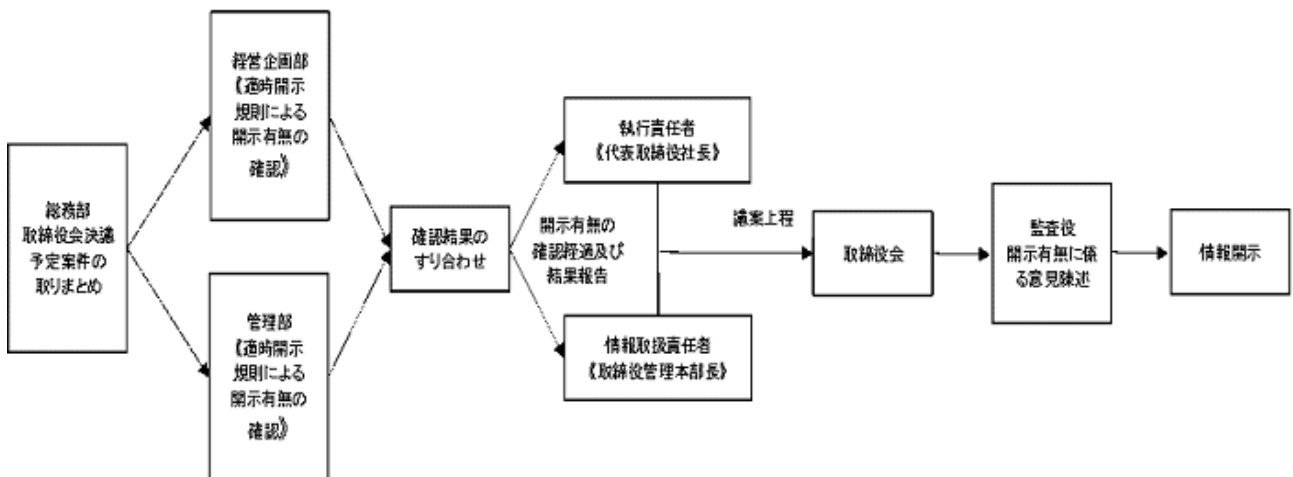 総務部
取締役会決議
予定案件の
取りまとめ
経営企画部
《適時開示
規則による
開示有無の
確認》
管理部
《適時開示
規則による
開示有無の
確認》
確認結果の
すり合わせ
開示有無の
確認経過及び
結果報告
執行責任者
《代表取締役社長》
情報取扱責任者
《取締役管理本部長》
議案上程
取締役会
監査役
開示有無に係
る意見陳述
情報開示